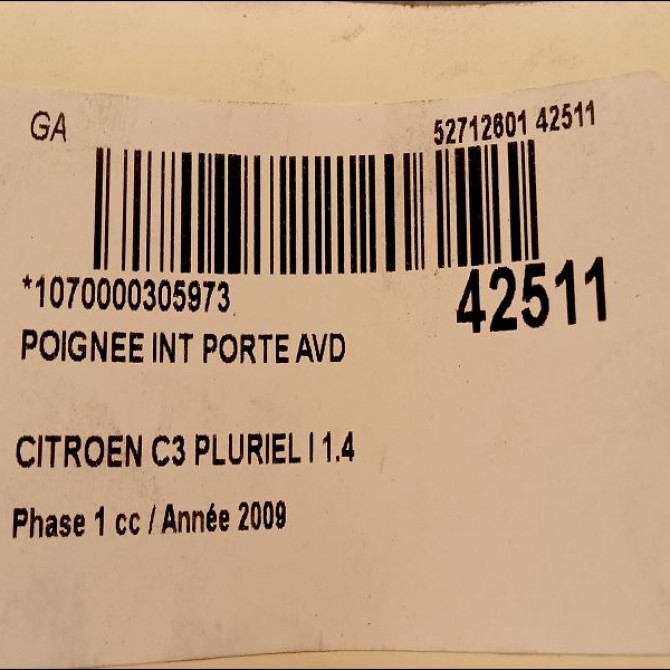 GA
52712601 42511
*1070000305973
42511
POIGNEE INT PORTE AVD
CITROEN C3 PLURIEL I 1.4
Phase 1 cc / Année 2009